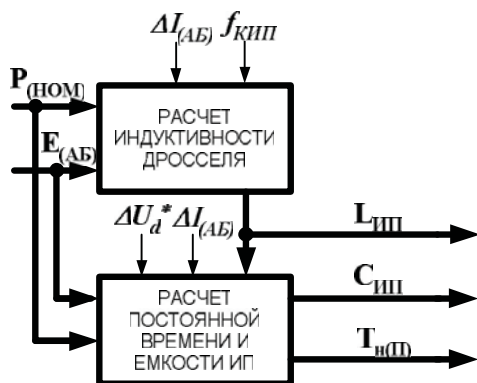 ΔI(АБ) fКИП
P(НОМ)
РАСЧЕТ
ИНДУКТИВНОСТИ
ДРОССЕЛЯ
E(АБ)
ΔUd* ΔI(АБ)
LИП
РАСЧЕТ
ПОСТОЯННОЙ
ВРЕМЕНИ И
ЕМКОСТИ ИП
CИП
Tн(П)